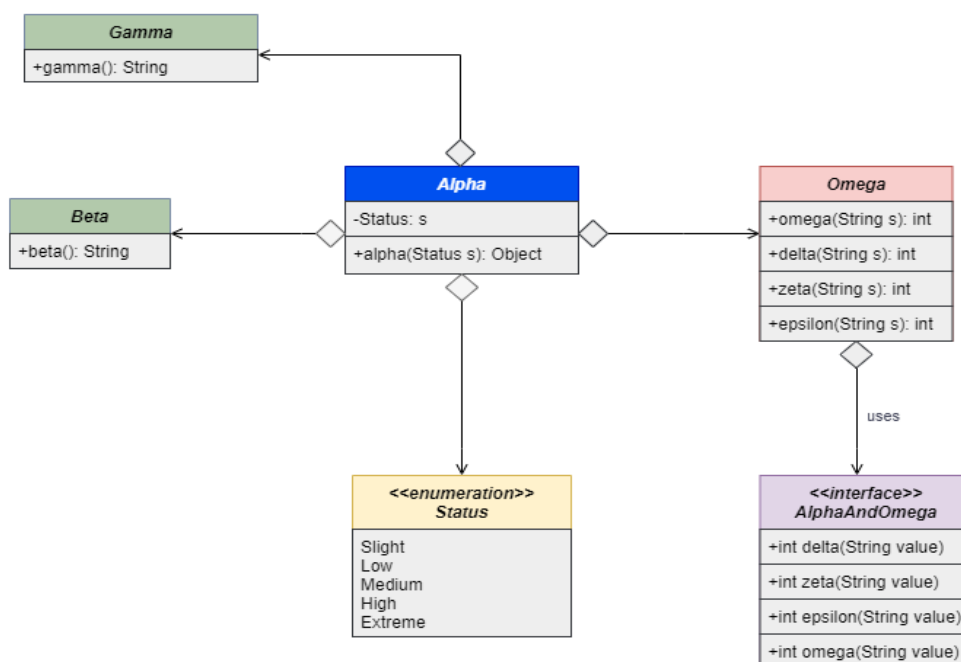 Gamma
+gamma(): String
Alpha
-Status: s
+alpha(Status s): Object
Omega
+omega(String s): int
+delta(String s): int
+zeta(String s): int
+epsilon(String s): int
Beta
+beta(): String
uses
<<enumeration>>
Status
Slight
Low
Medium
High
Extreme
<<interface>>
AlphaAndOmega
+int delta(String value)
+int zeta(String value)
+int epsilon(String value)
+int omega(String value)